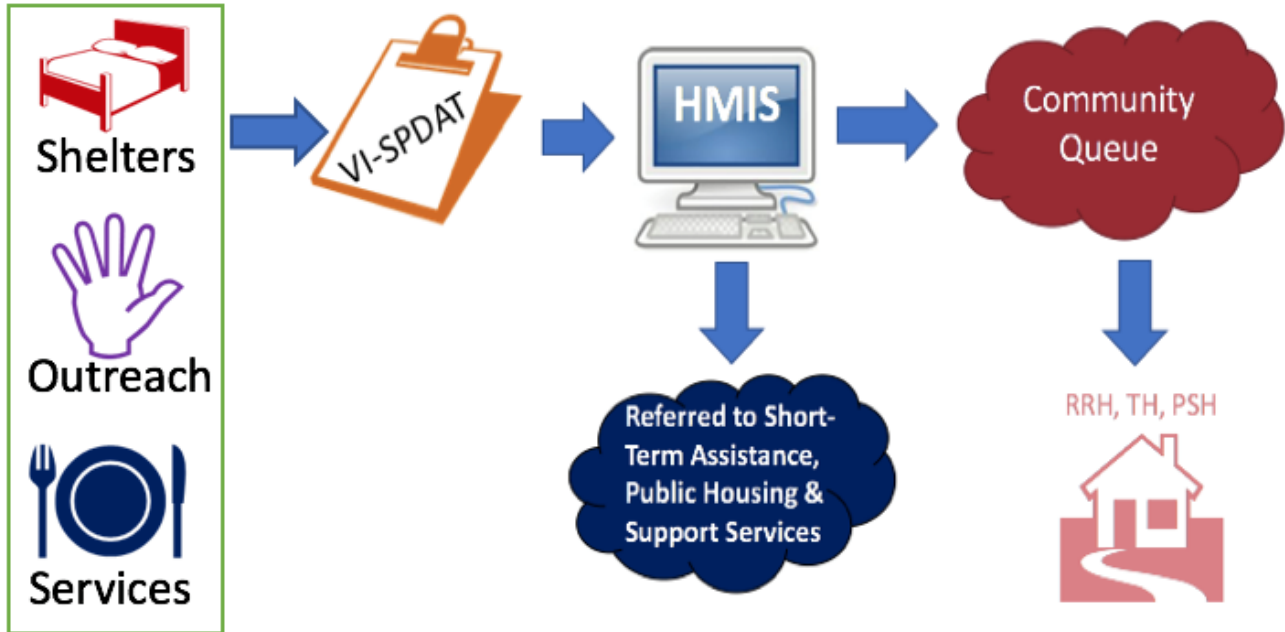 Shelters
Outreach
Services
VI-SPDAT
HMIS
Community
Queue
Referred to Short-
Term Assistance,
Public Housing &
Support Services
RRH, TH, PSH